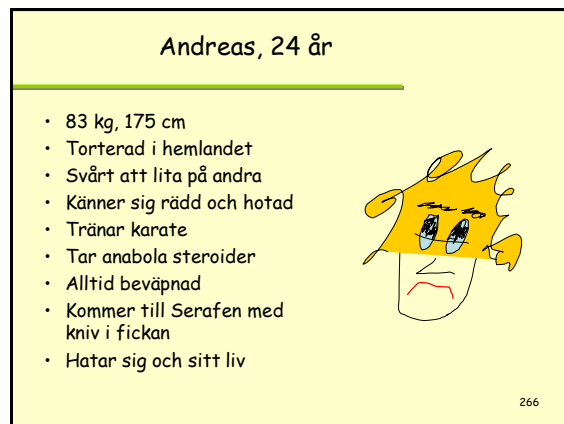 Andreas, 24 år
• 83 kg, 175 cm
• Torterad i hemlandet
• Svårt att lita på andra
• Känner sig rädd och hotad
• Tränar karate
• Tar anabola steroider
• Alltid beväpnad
• Kommer till Serafen med
kniv i fickan
• Hatar sig och sitt liv
266